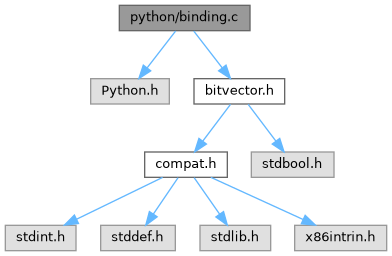 python/binding.c
Python.h
bitvector.h
compat.h
stdbool.h
stdint.h
stddef.h
stdlib.h
x86intrin.h